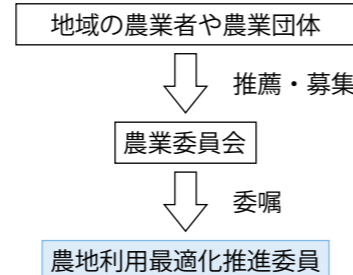 地域の農業者や農業団体
推薦・募集
農業委員会
委嘱
農地利用最適化推進委員